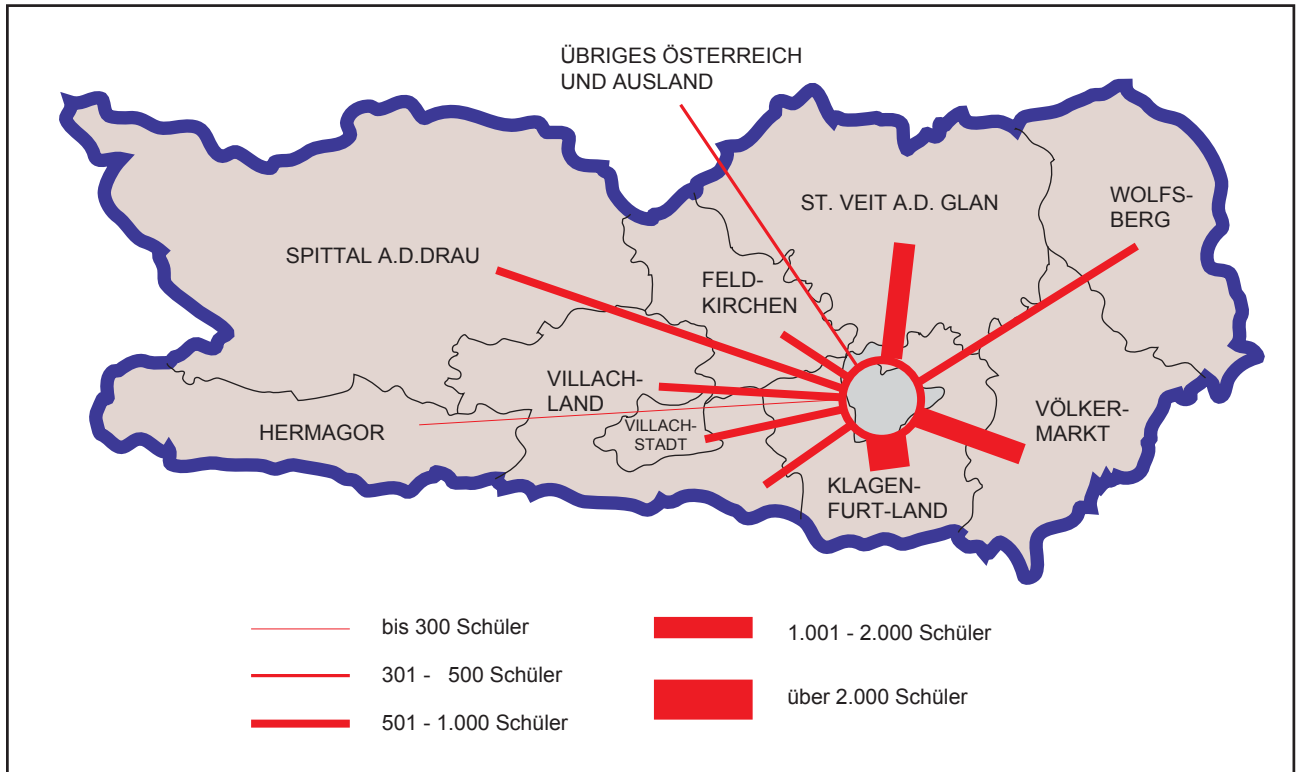 ÜBRIGES ÖSTERREICH
UND AUSLAND
ST. VEIT A.D. GLAN
WOLFS-
BERG
SPITTAL A.D.DRAU
FELD-
KIRCHEN
VILLACH-
LAND
VÖLKER-
MARKT
HERMAGOR
VILLACH-
STADT
KLAGEN-
FURT-LAND
bis 300 Schüler
301 - 500 Schüler
501 - 1.000 Schüler
1.001 - 2.000 Schüler
über 2.000 Schüler